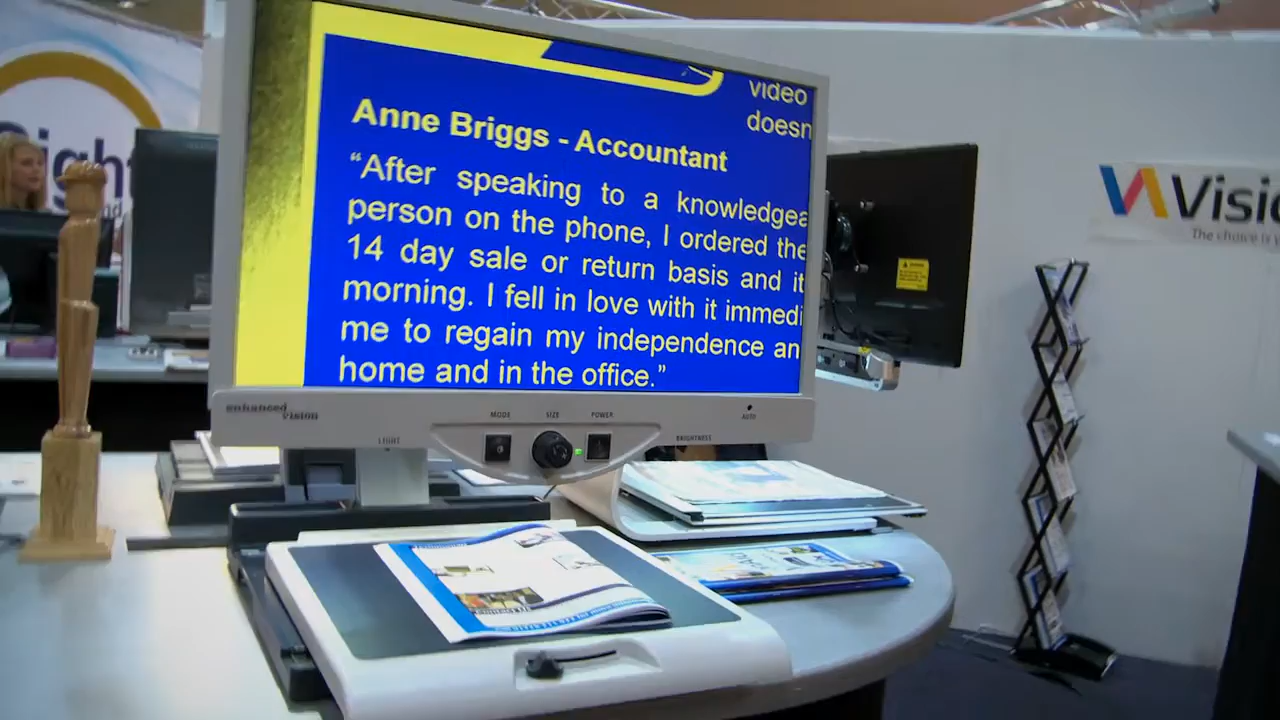 video
doesn
Anne Briggs - Accountant
“After speaking to a knowledgea
person on the phone, I ordered the
14 day sale or return basis and it
morning. I fell in love with it immedi
me to regain my independence an
home and in the office.”
enhanced vision
MODE SIZE POWER AUTO
LIGHT BRIGHTNESS
ight
Visio
The choice is